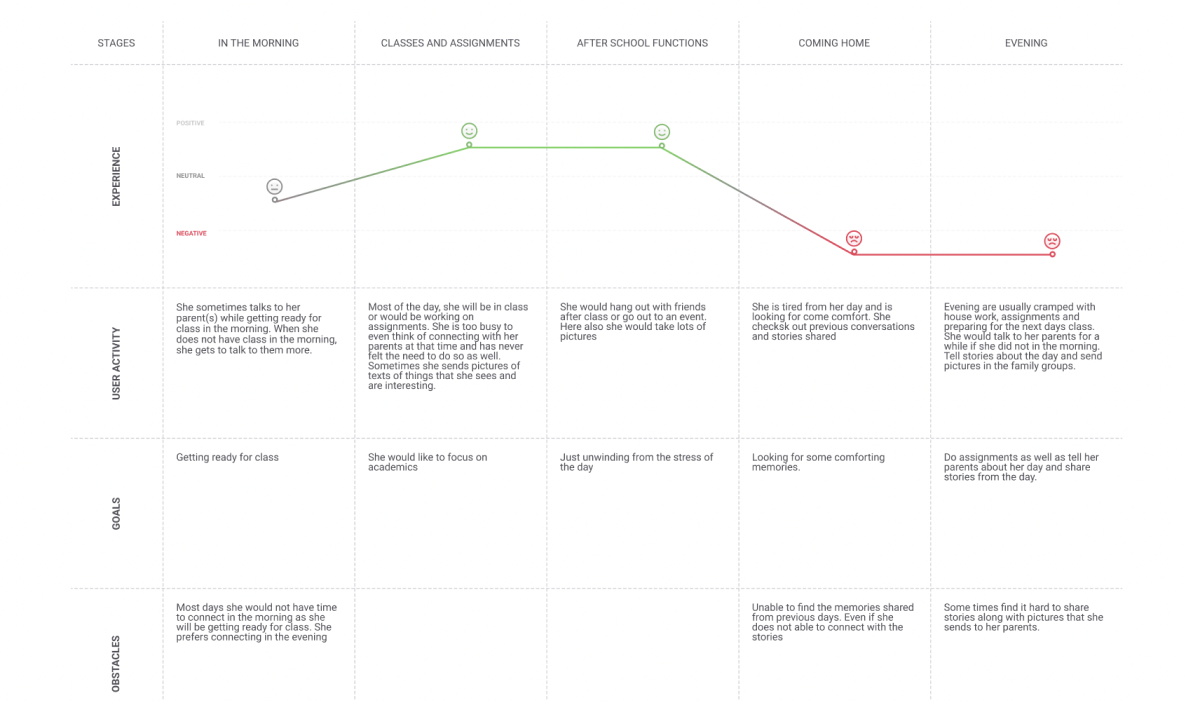 STAGES
IN THE MORNING
CLASSES AND ASSIGNMENTS
AFTER SCHOOL FUNCTIONS
COMING HOME
EVENING
EXPERIENCE
POSITIVE
NEUTRAL
NEGATIVE
USER ACTIVITY
She sometimes talks to her
parent(s) while getting ready for
class in the morning. When she
does not have class in the morning,
she gets to talk to them more.
Most of the day, she will be in class
or would be working on
assignments. She is too busy to
even think of connecting with her
parents at that time and has never
felt the need to do so as well.
Sometimes she sends pictures of
texts of things that she sees and
are interesting.
She would hang out with friends
after class or go out to an event.
Here also she would take lots of
pictures
She is tired from her day and is
looking for come comfort. She
checksk out previous conversations
and stories shared
Evening are usually cramped with
house work, assignments and
preparing for the next days class.
She would talk to her parents for a
while if she did not in the morning.
Tell stories about the day and send
pictures in the family groups.
GOALS
Getting ready for class
She would like to focus on
academics
Just unwinding from the stress of
the day
Looking for some comforting
memories.
Do assignments as well as tell her
parents about her day and share
stories from the day.
OBSTACLES
Most days she would not have time
to connect in the morning as she
will be getting ready for class. She
prefers connecting in the evening
Unable to find the memories shared
from previous days. Even if she
does not able to connect with the
stories
Some times find it hard to share
stories along with pictures that she
sends to her parents.